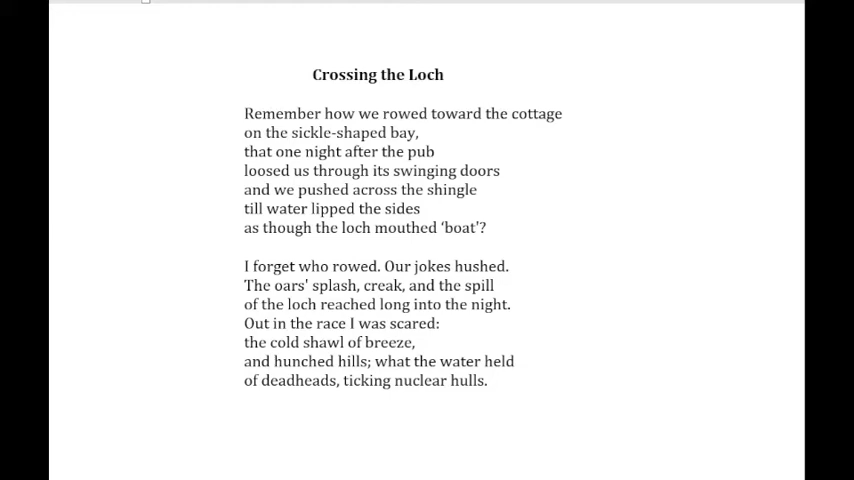 Crossing the Loch
Remember how we rowed toward the cottage
on the sickle-shaped bay,
that one night after the pub
loosed us through its swinging doors
and we pushed across the shingle
till water lipped the sides
as though the loch mouthed ‘boat’?
I forget who rowed. Our jokes hushed.
The oars' splash, creak, and the spill
of the loch reached long into the night.
Out in the race I was scared:
the cold shawl of breeze,
and hunched hills; what the water held
of deadheads, ticking nuclear hulls.